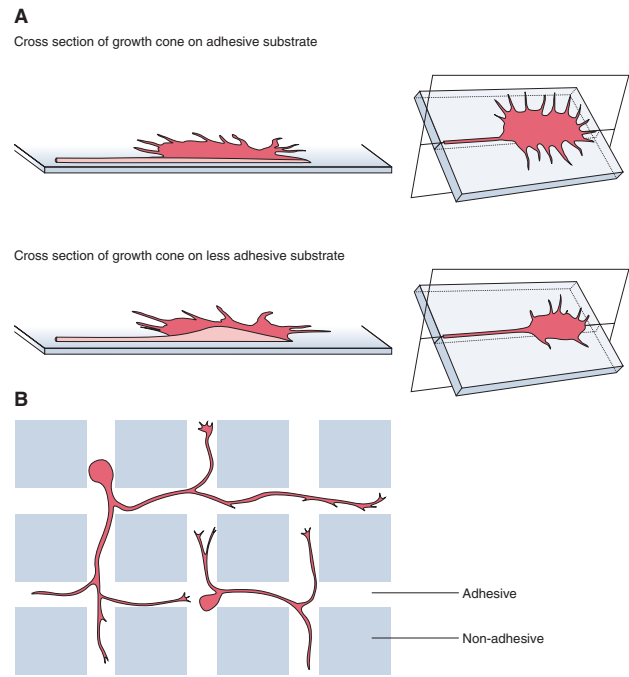 A
Cross section of growth cone on adhesive substrate
Cross section of growth cone on less adhesive substrate
B
Adhesive
Non-adhesive